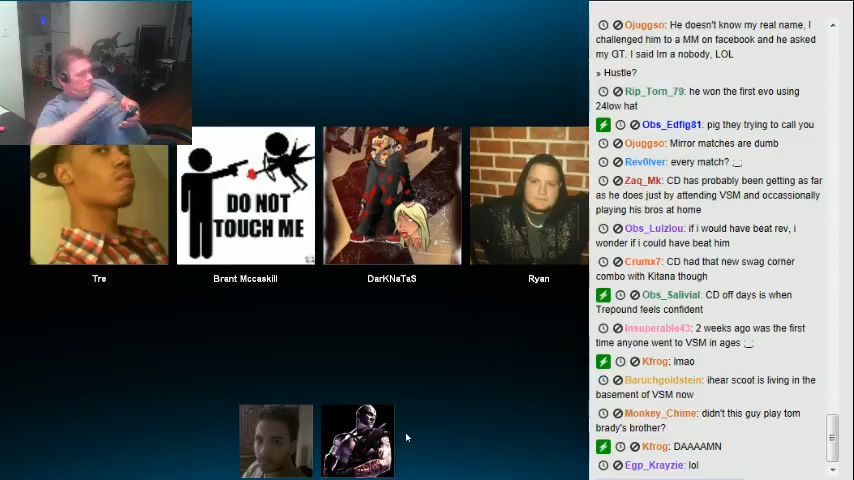 DO NOT
TOUCH ME
Tre
Brant Mccaskill
DarKNaTaS
Ryan
Ojuggso: He doesn't know my real name, I
challenged him to a MM on facebook and he asked
my GT. I said Im a nobody, LOL
» Hustle?
Rip_Torn_79: he won the first evo using
24low hat
Obs_Edfig81: pig they trying to call you
Ojuggso: Mirror matches are dumb
Rev0lver: every match? ;_;
Zaq_Mk: CD has probably been getting as far
as he does just by attending VSM and occassionally
playing his bros at home
Obs_Luizlou: if i would have beat rev, i
wonder if i could have beat him
Crumx7: CD had that new swag corner
combo with Kitana though
Obs_Salivial: CD off days is when
Trepound feels confident
Insuperable43: 2 weeks ago was the first
time anyone went to VSM in ages ;_;
Kfrog: lmao
Baruchgoldstein: ihear scoot is living in the
basement of VSM now
Monkey_Chime: didn't this guy play tom
brady's brother?
Kfrog: DAAAAMN
Egp_Krayzie: lol